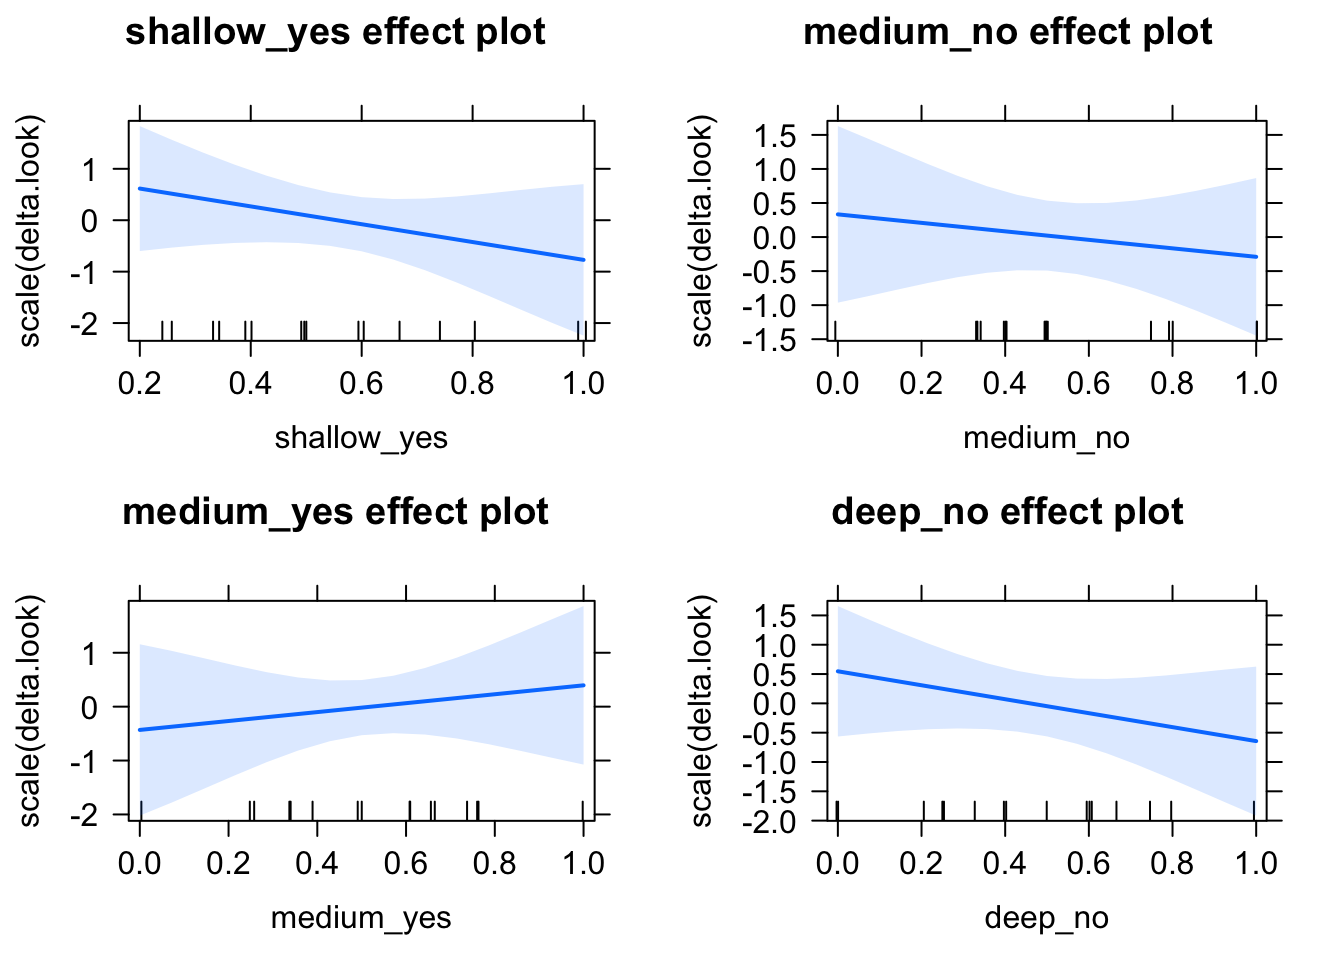 shallow_yes effect plot
scale(delta.look)
1
0
-1
-2
0.2 0.4 0.6 0.8 1.0
shallow_yes
medium_no effect plot
scale(delta.look)
1.5
1.0
0.5
0.0
-0.5
-1.0
-1.5
0.0 0.2 0.4 0.6 0.8 1.0
medium_no
medium_yes effect plot
scale(delta.look)
1
0
-1
-2
0.0 0.2 0.4 0.6 0.8 1.0
medium_yes
deep_no effect plot
scale(delta.look)
1.5
1.0
0.5
0.0
-0.5
-1.0
-1.5
-2.0
0.0 0.2 0.4 0.6 0.8 1.0
deep_no